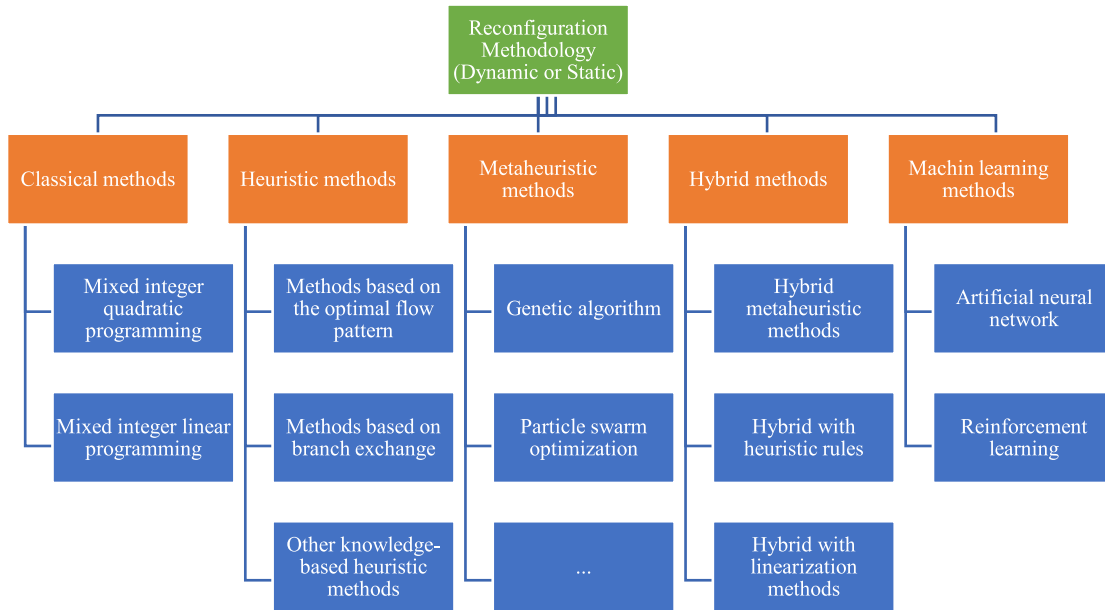 Reconfiguration
Methodology
(Dynamic or Static)
Classical methods
Heuristic methods
Metaheuristic
methods
Hybrid methods
Machin learning
methods
Mixed integer
quadratic
programming
Methods based on
the optimal flow
pattern
Genetic algorithm
Hybrid
metaheuristic
methods
Artificial neural
network
Mixed integer linear
programming
Methods based on
branch exchange
Particle swarm
optimization
Hybrid with
heuristic rules
Reinforcement
learning
Other knowledge-
based heuristic
methods
...
Hybrid with
linearization
methods